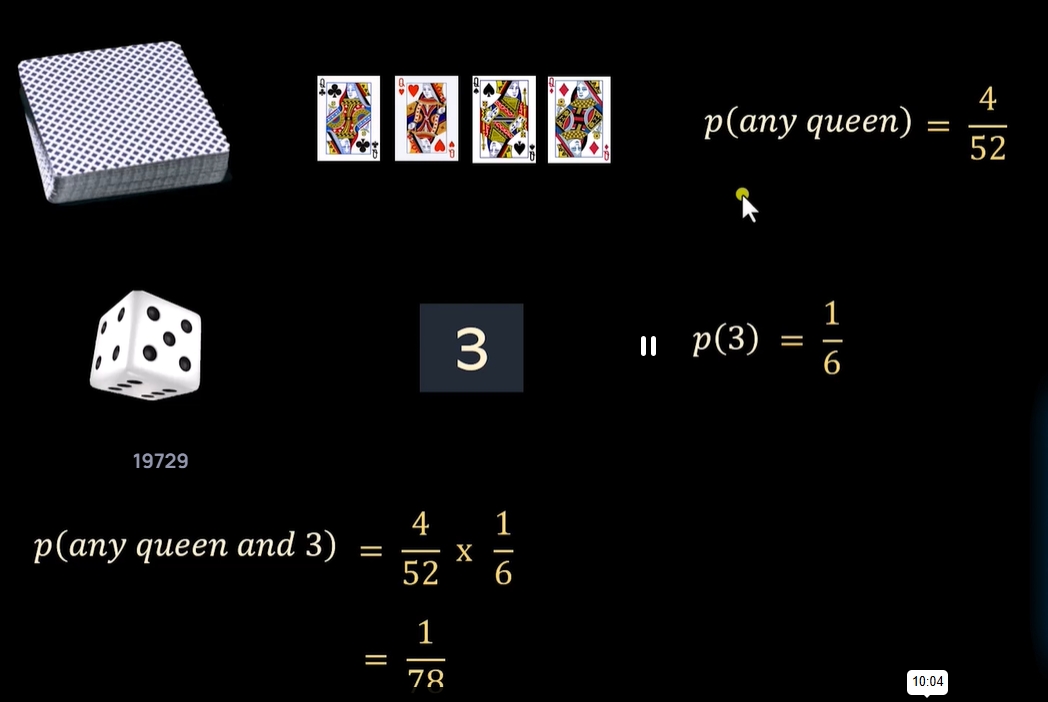 p(any queen) = 4/52
3
p(3) = 1/6
19729
p(any queen and 3) = 4/52 x 1/6
= 1/78
10:04